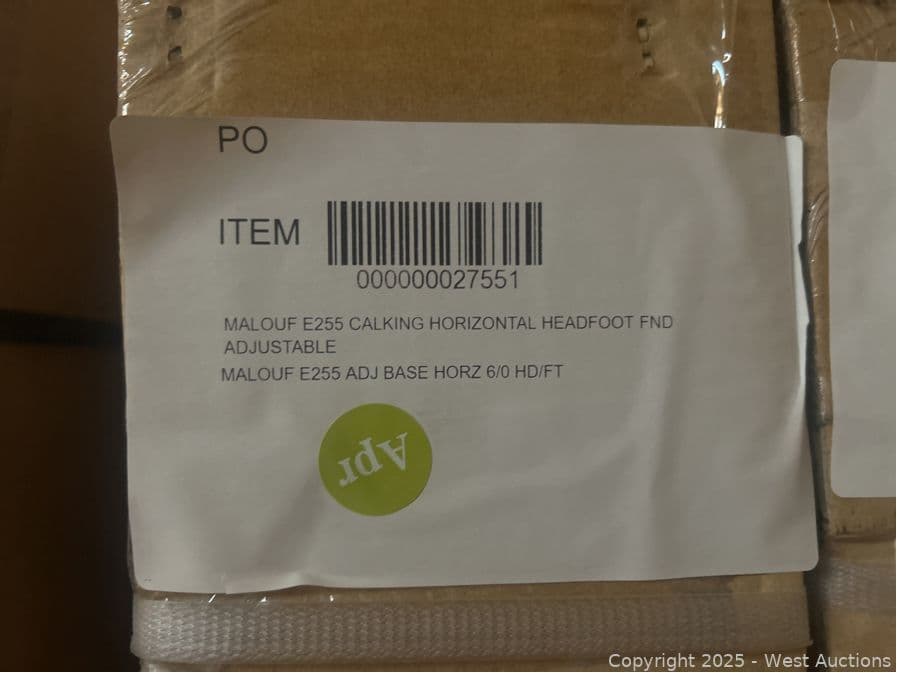 PO
ITEM
000000027551
MALOUF E255 CALKING HORIZONTAL HEADFOOT FND
ADJUSTABLE
MALOUF E255 ADJ BASE HORZ 6/0 HD/FT
Apr
Copyright 2025 - West Auctions